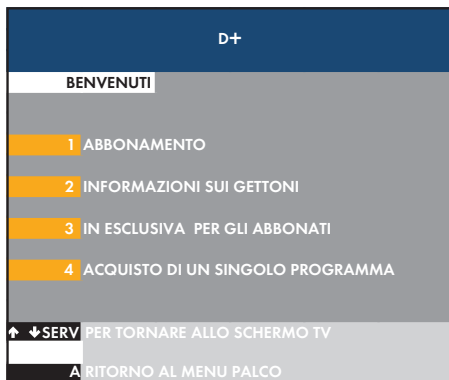 D+
BENVENUTI
1 ABBONAMENTO
2 INFORMAZIONI SUI GETTONI
3 IN ESCLUSIVA PER GLI ABBONATI
4 ACQUISTO DI UN SINGOLO PROGRAMMA
↑ ↓SERV PER TORNARE ALLO SCHERMO TV
A RITORNO AL MENU PALCO